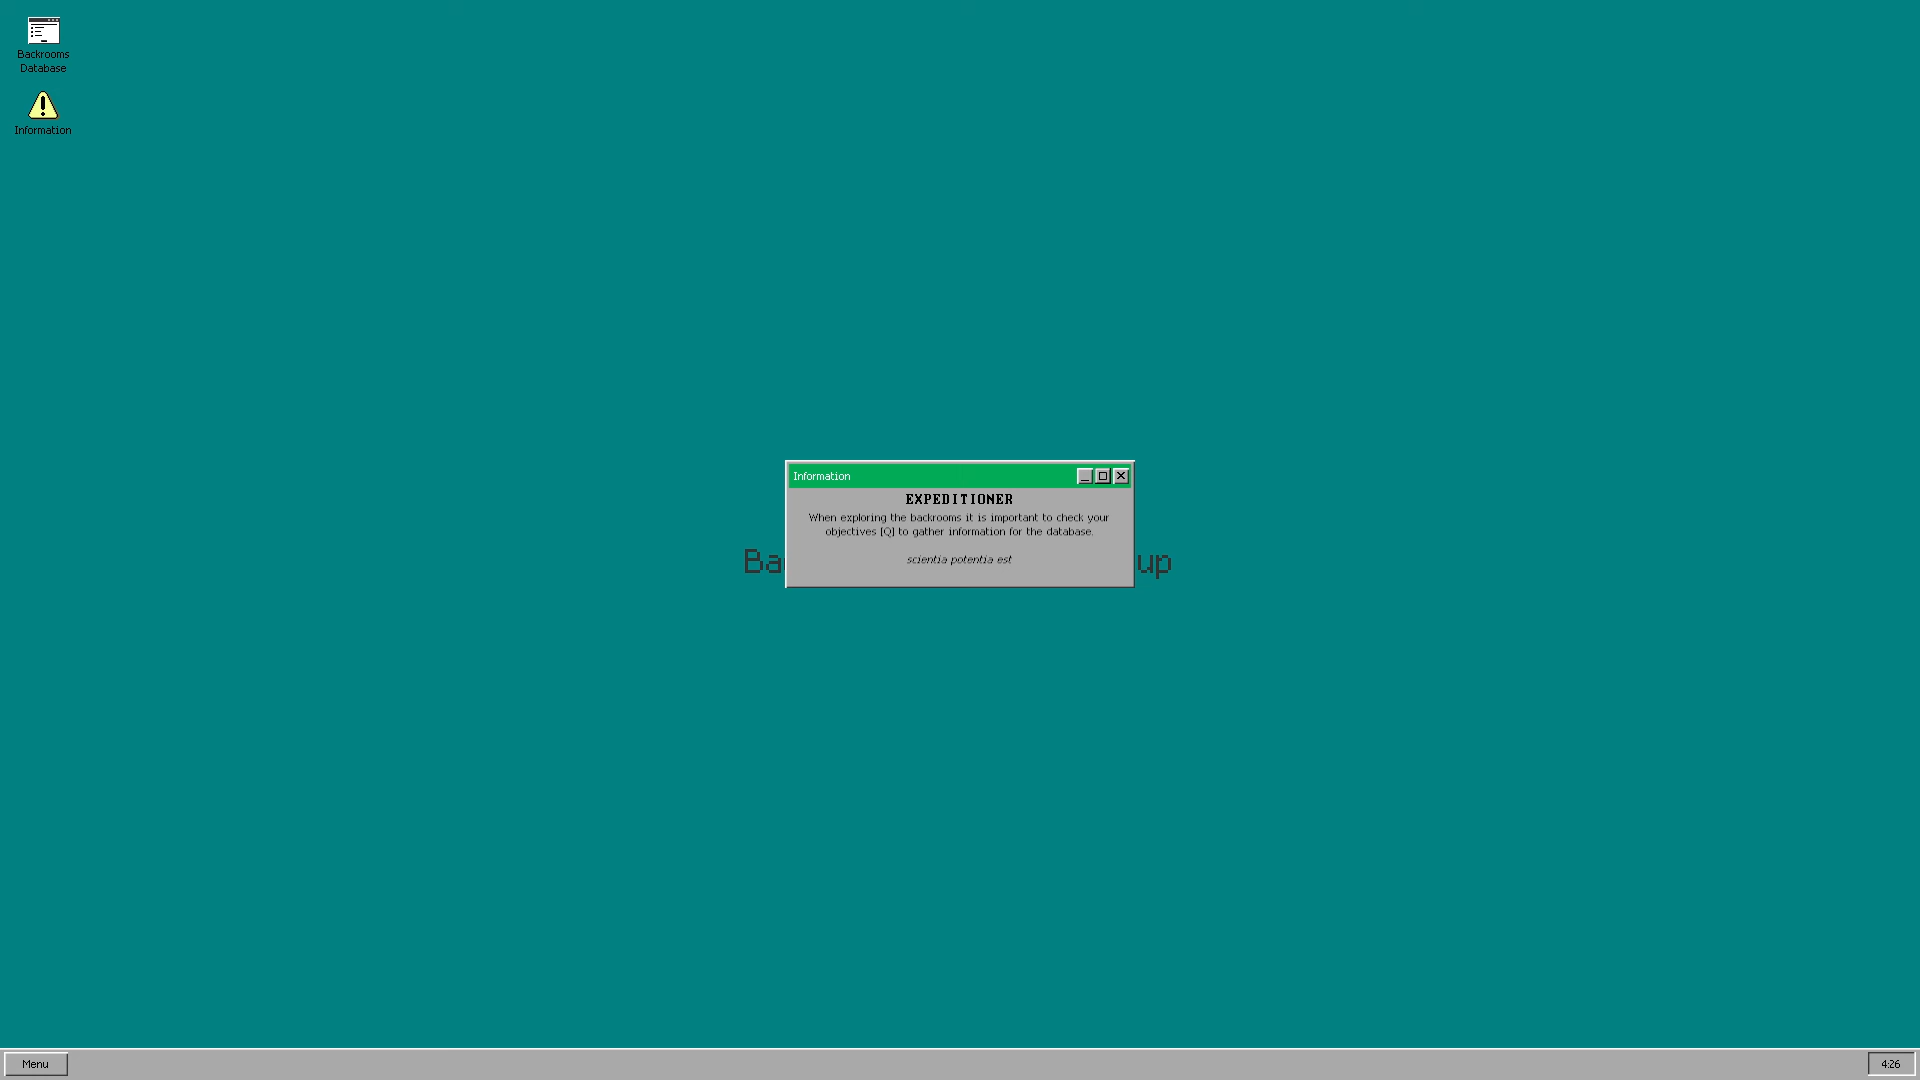 Backrooms
Database
Information
Information
EXPEDITIONER
When exploring the backrooms it is important to check your
objectives [Q] to gather information for the database.
scientia potentia est
Ba
up
Menu
4:26